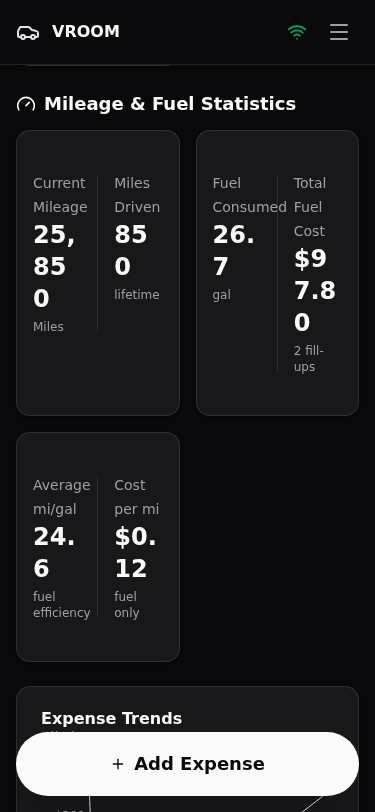 VROOM
Mileage & Fuel Statistics
Current
Mileage
25,
85
0
Miles
Miles
Driven
85
0
lifetime
Fuel
Consumed
26.
7
gal
Total
Fuel
Cost
$9
7.8
0
2 fill-
ups
Average
mi/gal
24.
6
fuel
efficiency
Cost
per mi
$0.
12
fuel
only
Expense Trends
+ Add Expense